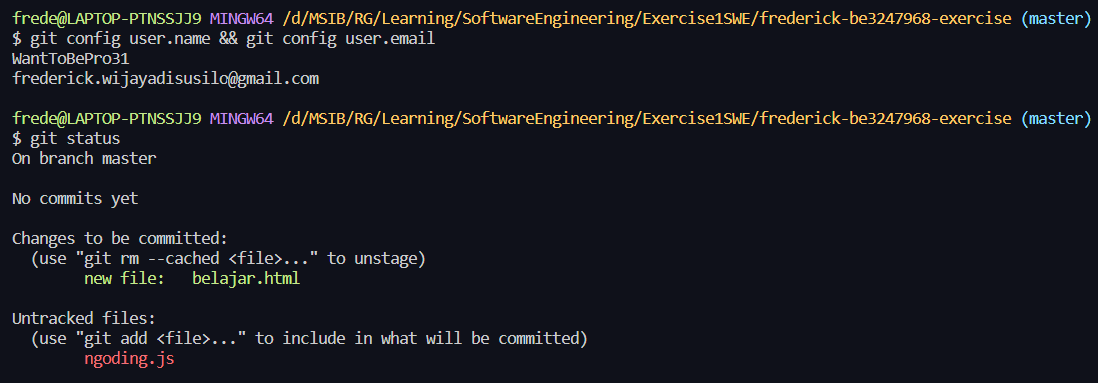 frede@LAPTOP-PTNSSJJ9 MINGW64 /d/MSIB/RG/Learning/SoftwareEngineering/Exercise1SWE/frederick-be3247968-exercise (master)
$ git config user.name && git config user.email
WantToBePro31
frederick.wijayadisusilo@gmail.com

frede@LAPTOP-PTNSSJJ9 MINGW64 /d/MSIB/RG/Learning/SoftwareEngineering/Exercise1SWE/frederick-be3247968-exercise (master)
$ git status
On branch master

No commits yet

Changes to be committed:
  (use "git rm --cached <file>..." to unstage)
        new file:   belajar.html

Untracked files:
  (use "git add <file>..." to include in what will be committed)
        ngoding.js